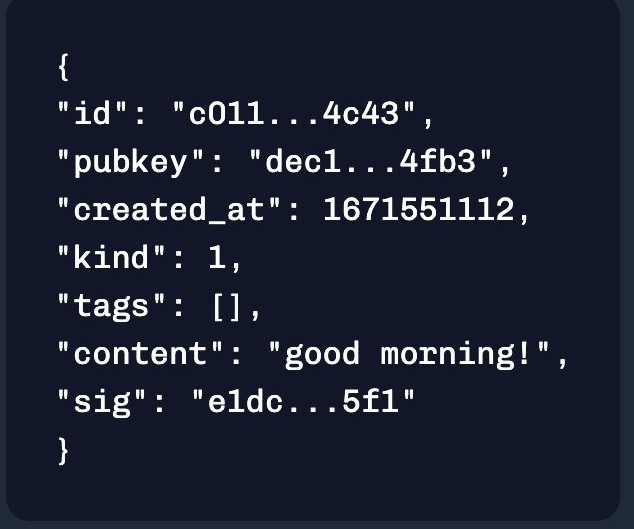 {
"id": "c011...4c43",
"pubkey": "dec1...4fb3",
"created_at": 1671551112,
"kind": 1,
"tags": [],
"content": "good morning!",
"sig": "e1dc...5f1"
}